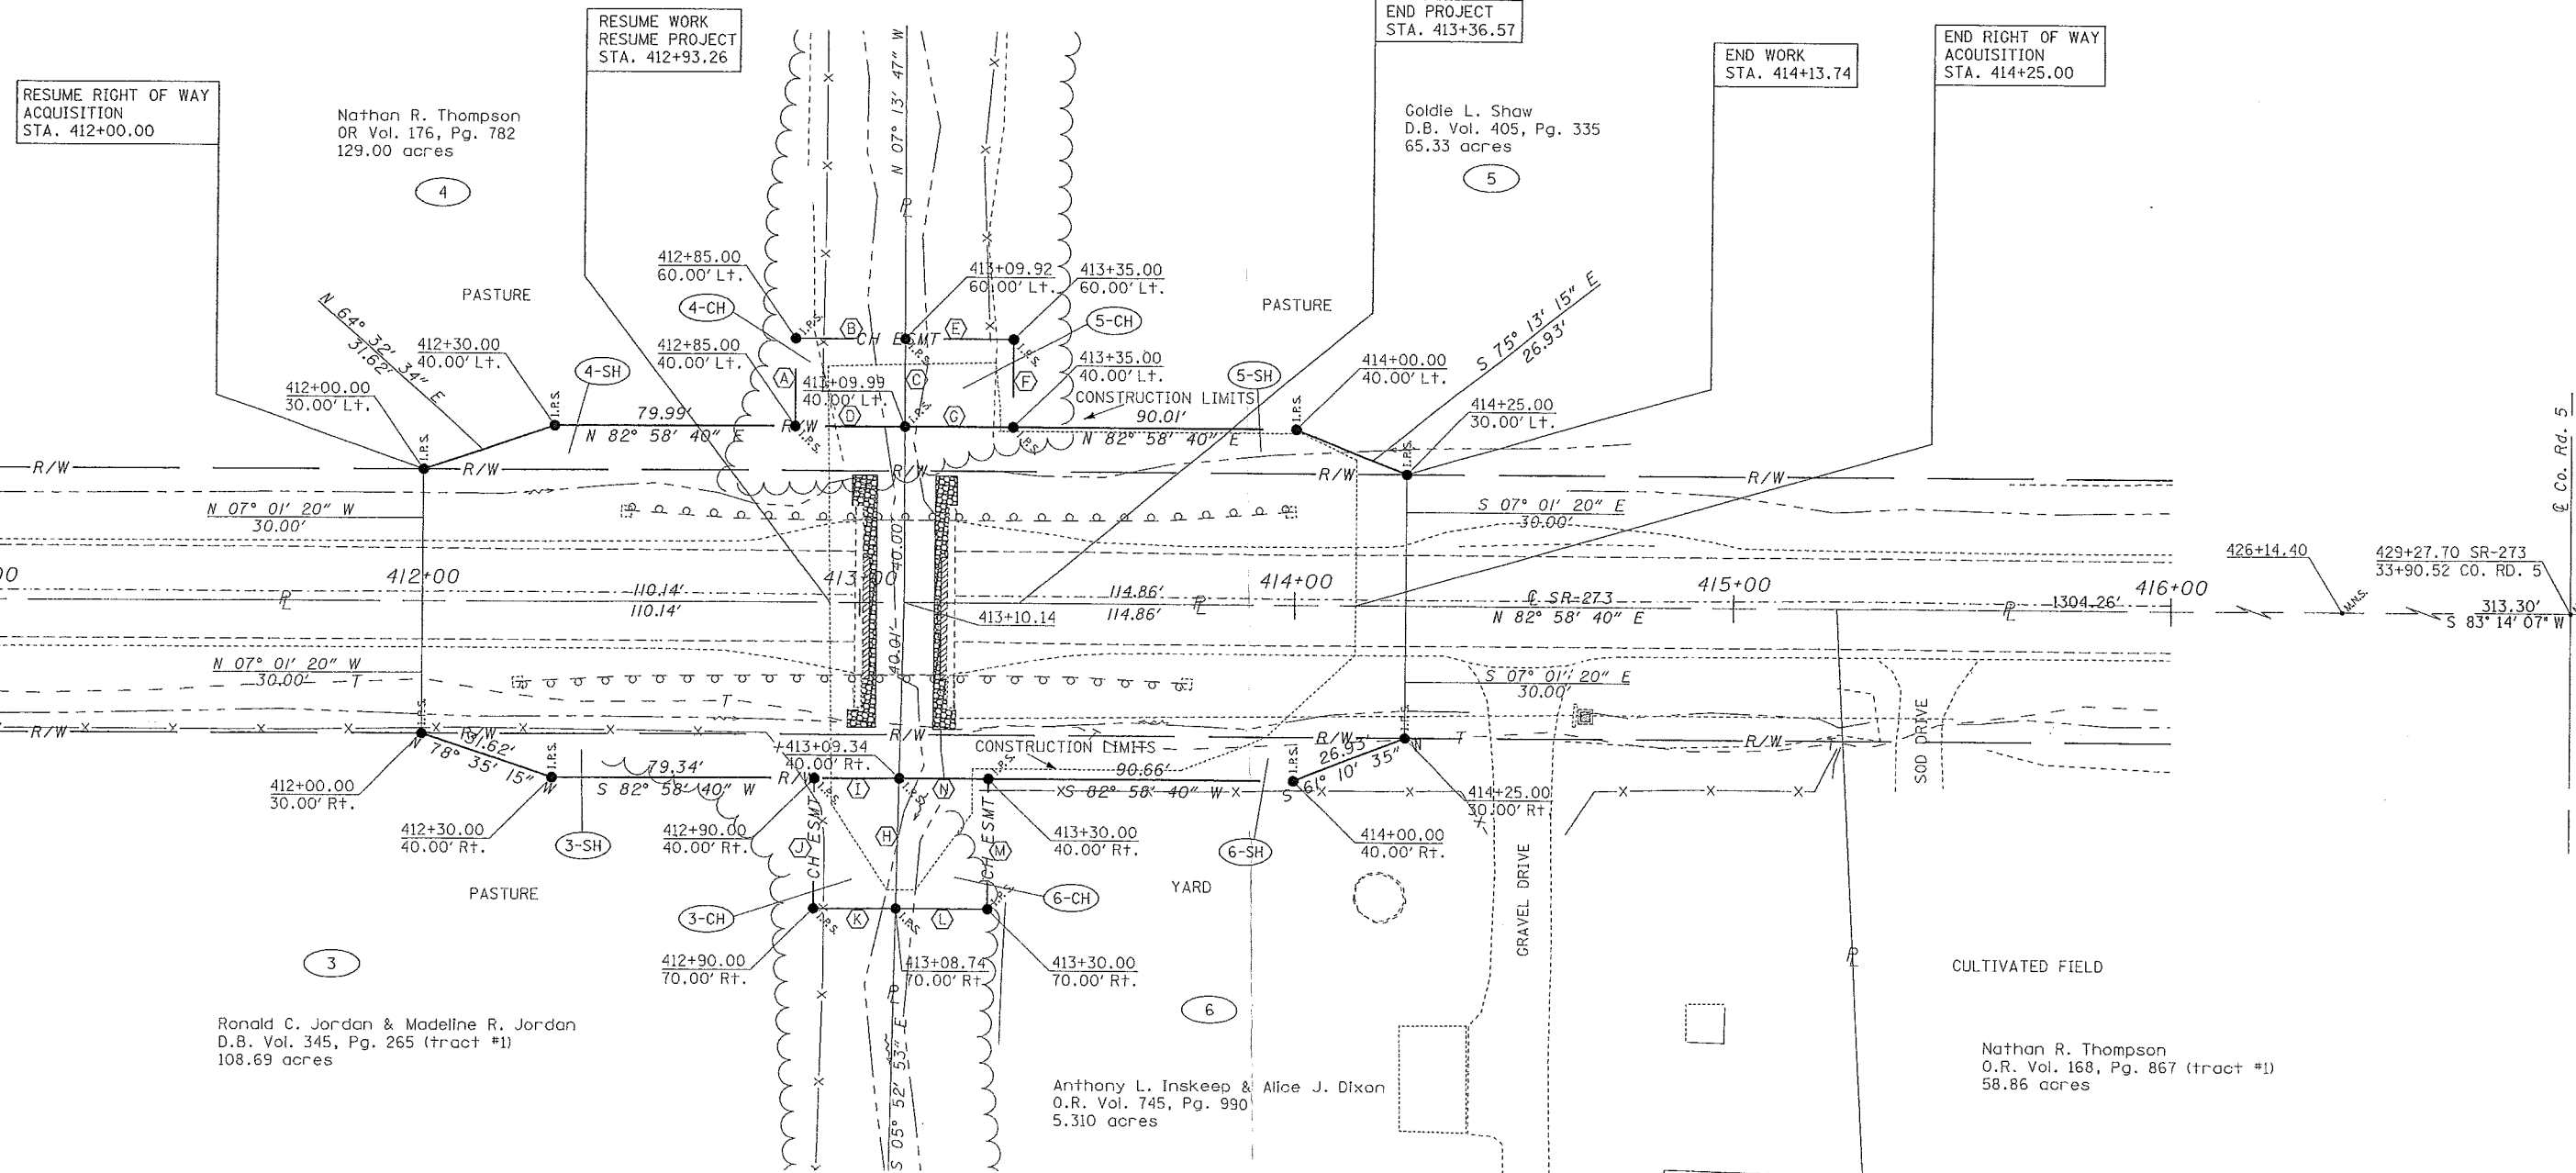 RESUME WORK
RESUME PROJECT
STA. 412+93.26
END PROJECT
STA. 413+36.57
END WORK
STA. 414+13.74
END RIGHT OF WAY
ACQUISITION
STA. 414+25.00
RESUME RIGHT OF WAY
ACQUISITION
STA. 412+00.00
Nathan R. Thompson
OR Vol. 176, Pg. 782
129.00 acres
4
N 07° 13' 47" W
Goldie L. Shaw
D.B. Vol. 405, Pg. 335
65.33 acres
5
PASTURE
N 64° 32' 34" E
31.62'
412+00.00
30.00' Lt.
412+30.00
40.00' Lt.
4-SH
412+85.00
60.00' Lt.
4-CH
412+85.00
40.00' Lt.
413+09.92
60.00' Lt.
413+35.00
60.00' Lt.
5-CH
413+35.00
40.00' Lt.
413+09.99
40.00' Lt.
B
E
CH ESMT
A
C
F
D
G
I.P.S.
I.P.S.
I.P.S.
I.P.S.
I.P.S.
I.P.S.
I.P.S.
I.P.S.
I.P.S.
I.P.S.
PASTURE
5-SH
CONSTRUCTION LIMITS
90.01'
N 82° 58' 40" E
79.99'
N 82° 58' 40" E
R/W
S 75° 13' 15" E
26.93'
414+00.00
40.00' Lt.
414+25.00
30.00' Lt.
R/W
R/W
R/W
R/W
R/W
N 07° 01' 20" W
30.00'
S 07° 01' 20" E
30.00'
00
412+00
413+00
414+00
415+00
416+00
110.14'
110.14'
40.00'
40.01'
413+10.14
114.86'
114.86'
℄ SR-273
N 82° 58' 40" E
1304.26'
426+14.40
M.N.S.
429+27.70 SR-273
33+90.52 CO. RD. 5
313.30'
S 83° 14' 07" W
℄ Co. Rd. 5
N 07° 01' 20" W
30.00'
T
T
S 07° 01' 20" E
30.00'
R/W
R/W
R/W
R/W
R/W
T
T
31.62'
N 78° 35' 15" W
412+00.00
30.00' Rt.
412+30.00
40.00' Rt.
3-SH
79.34'
S 82° 58' 40" W
R/W
413+09.34
40.00' Rt.
CONSTRUCTION LIMITS
90.66'
S 82° 58' 40" W
26.93'
S 61° 10' 35" W
414+25.00
30.00' Rt.
414+00.00
40.00' Rt.
6-SH
412+90.00
40.00' Rt.
413+30.00
40.00' Rt.
I
N
H
J
M
K
L
CH ESMT
CH ESMT
I.P.S.
I.P.S.
I.P.S.
I.P.S.
I.P.S.
I.P.S.
I.P.S.
I.P.S.
3-CH
6-CH
412+90.00
70.00' Rt.
413+08.74
70.00' Rt.
413+30.00
70.00' Rt.
PASTURE
YARD
GRAVEL DRIVE
SOD DRIVE
CULTIVATED FIELD
3
6
S 05° 52' 53" E
Ronald C. Jordan & Madeline R. Jordan
D.B. Vol. 345, Pg. 265 (tract #1)
108.69 acres
Anthony L. Inskeep & Alice J. Dixon
O.R. Vol. 745, Pg. 990
5.310 acres
Nathan R. Thompson
O.R. Vol. 168, Pg. 867 (tract #1)
58.86 acres